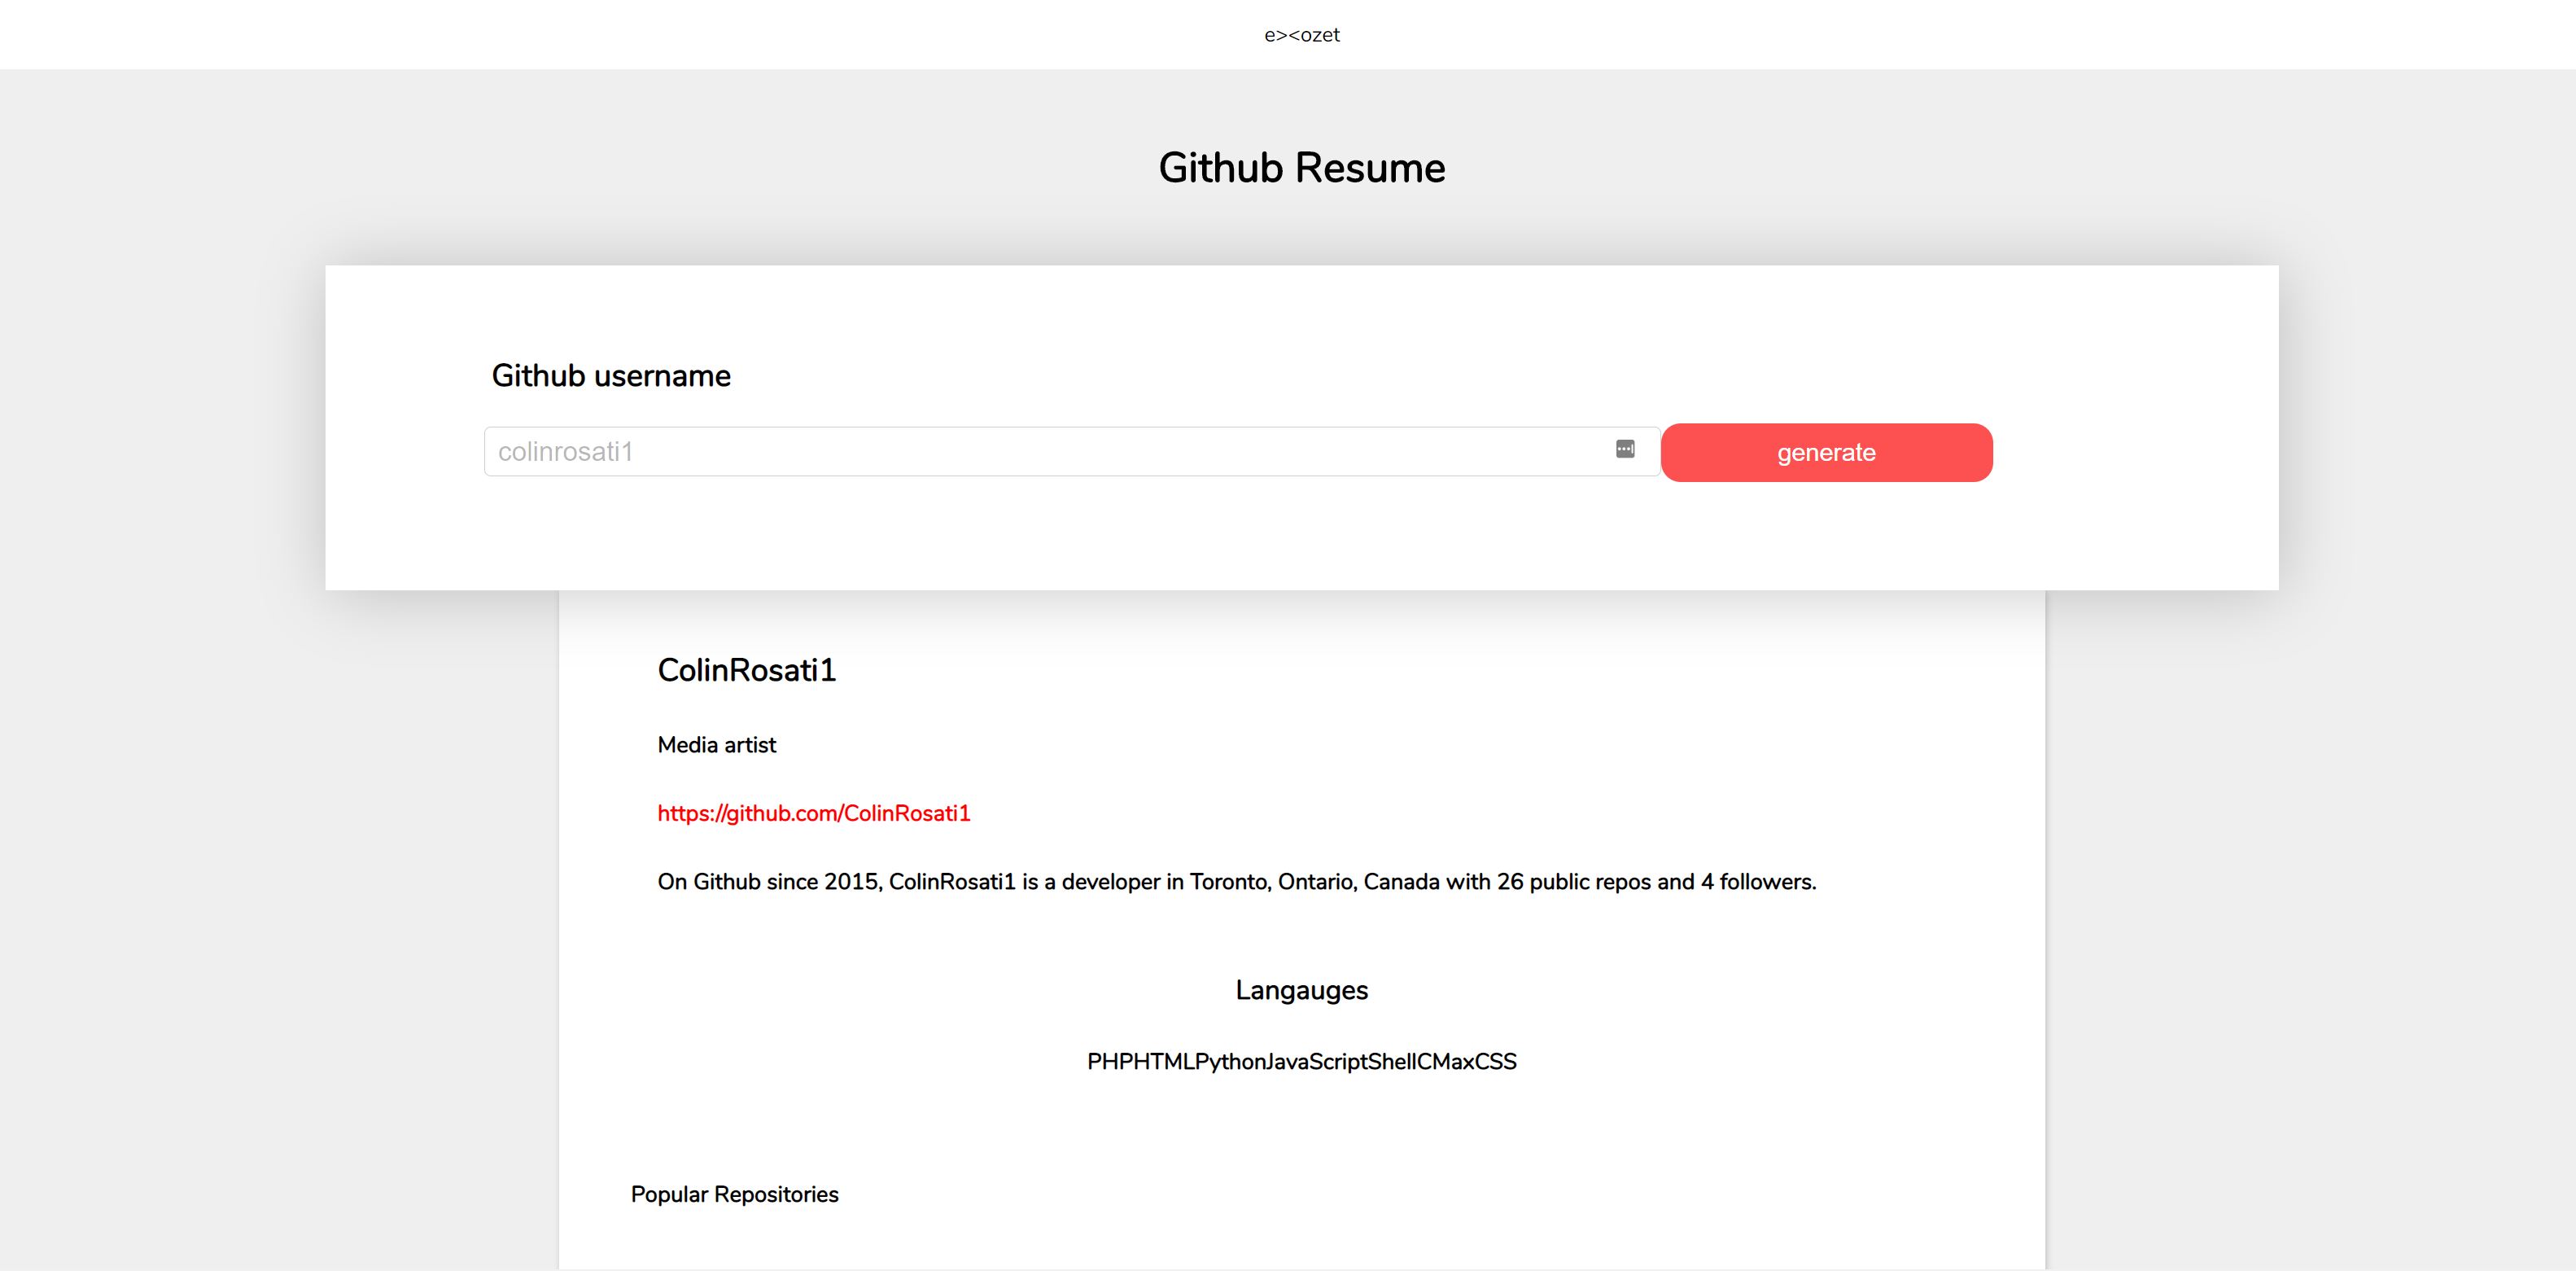 e><ozet
Github Resume
Github username
colinrosati1
generate
ColinRosati1
Media artist
https://github.com/ColinRosati1
On Github since 2015, ColinRosati1 is a developer in Toronto, Ontario, Canada with 26 public repos and 4 followers.
Langauges
PHPHTMLPythonJavaScriptShellCMaxCSS
Popular Repositories